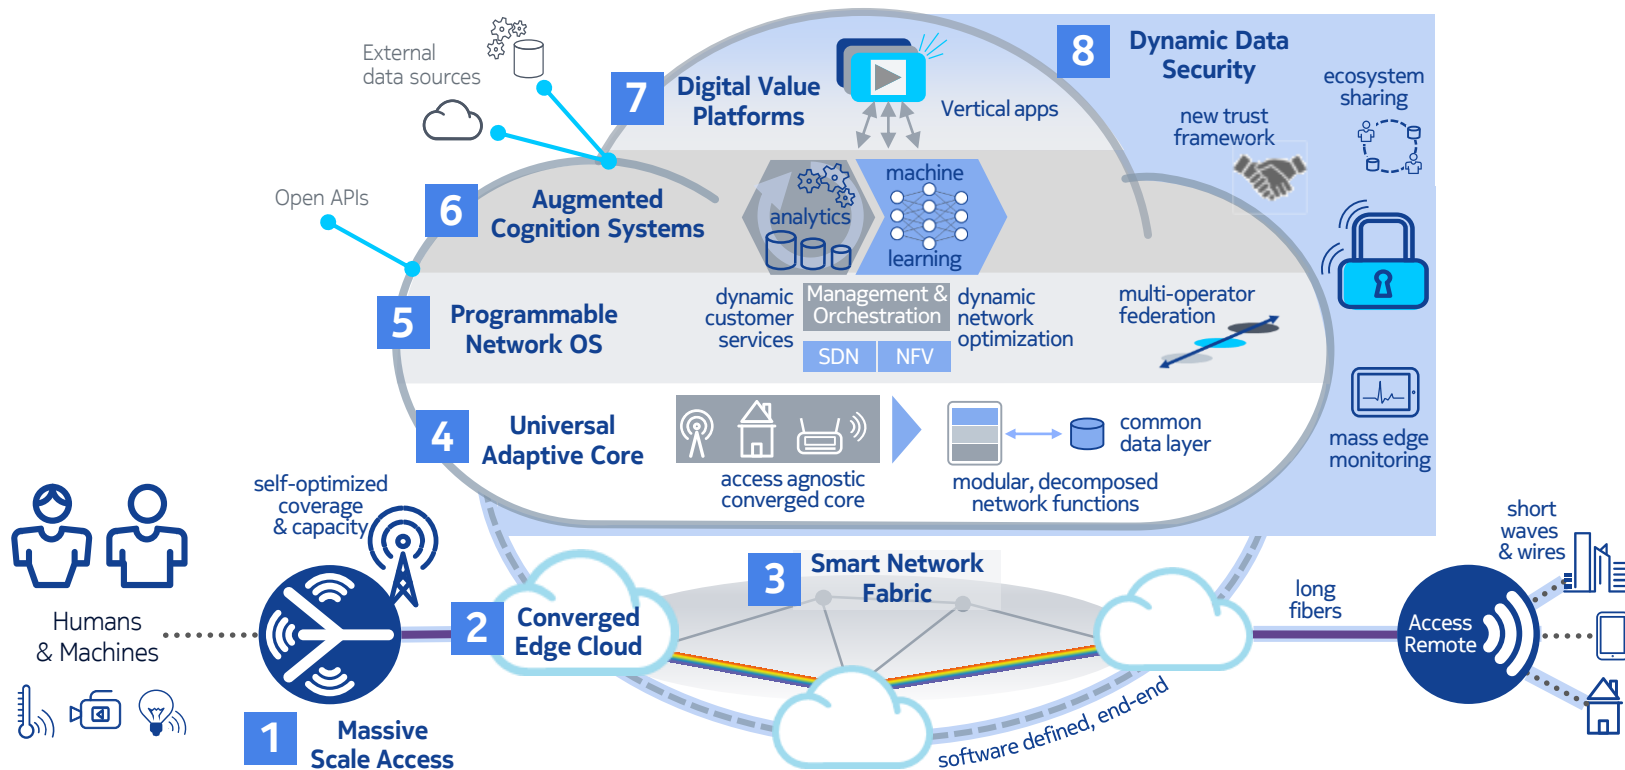 External
data sources
Open APIs
7
Digital Value
Platforms
Vertical apps
8
Dynamic Data
Security
ecosystem
sharing
new trust
framework
6
Augmented
Cognition Systems
analytics
machine
learning
5
Programmable
Network OS
dynamic
customer
services
Management &
Orchestration
SDN
NFV
dynamic
network
optimization
multi-operator
federation
4
Universal
Adaptive Core
access agnostic
converged core
modular, decomposed
network functions
common
data layer
mass edge
monitoring
self-optimized
coverage
& capacity
Humans
& Machines
1
Massive
Scale Access
2
Converged
Edge Cloud
3
Smart Network
Fabric
software defined, end-end
long
fibers
Access
Remote
short
waves
& wires